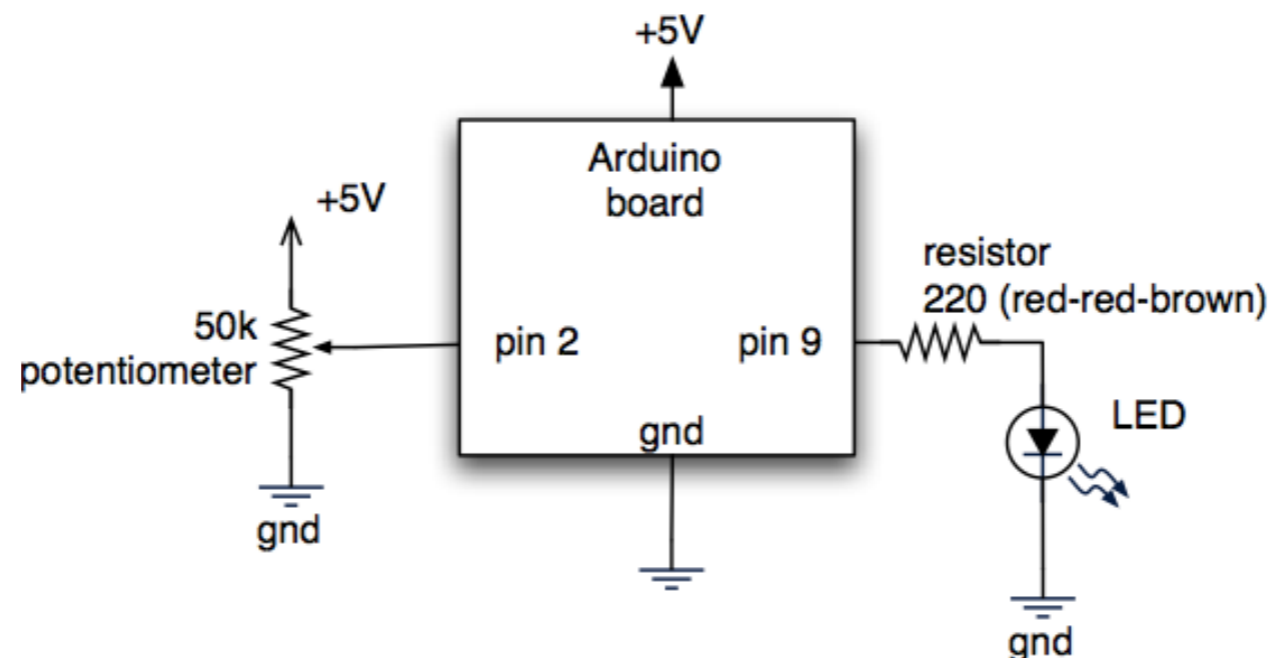 +5V
Arduino
board
+5V
50k
potentiometer
gnd
pin 2
pin 9
gnd
resistor
220 (red-red-brown)
LED
gnd